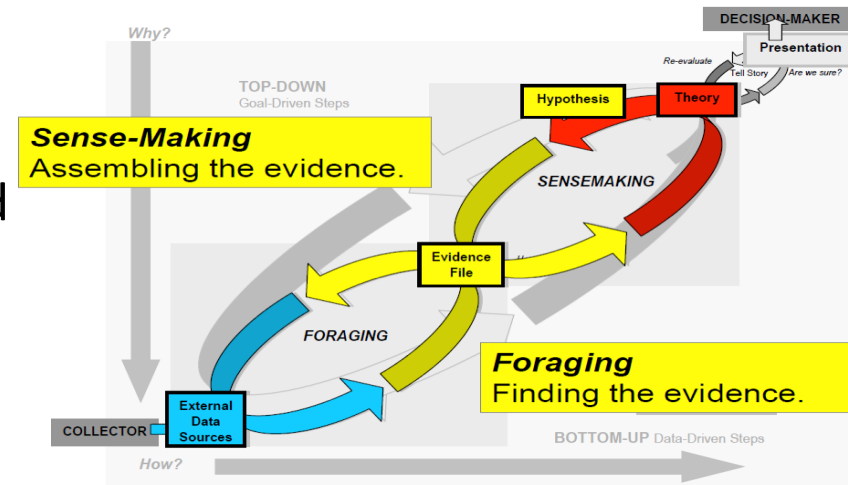 DECISION-MAKER
Why?
Presentation
Re-evaluate
Tell Story
Are we sure?
TOP-DOWN
Goal-Driven Steps
Hypothesis
Theory
Sense-Making
Assembling the evidence.
SENSEMAKING
Evidence
File
FORAGING
Foraging
Finding the evidence.
External
Data
Sources
COLLECTOR
BOTTOM-UP Data-Driven Steps
How?